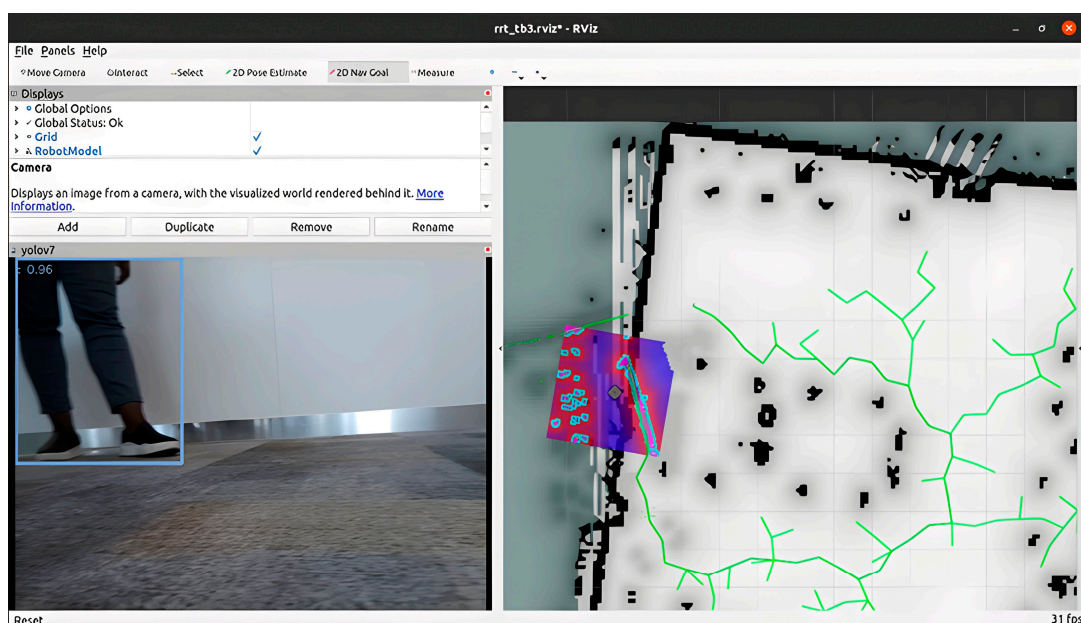 rrt_tb3.rviz* - RViz
File Panels Help
Move Camera Interact Select 2D Pose Estimate 2D Nav Goal Measure
Displays
Global Options
Global Status: Ok
Grid
RobotModel
Camera
Displays an image from a camera, with the visualized world rendered behind it. More
Information.
Add Duplicate Remove Rename
yolov7
0.96
Reset
31 fps